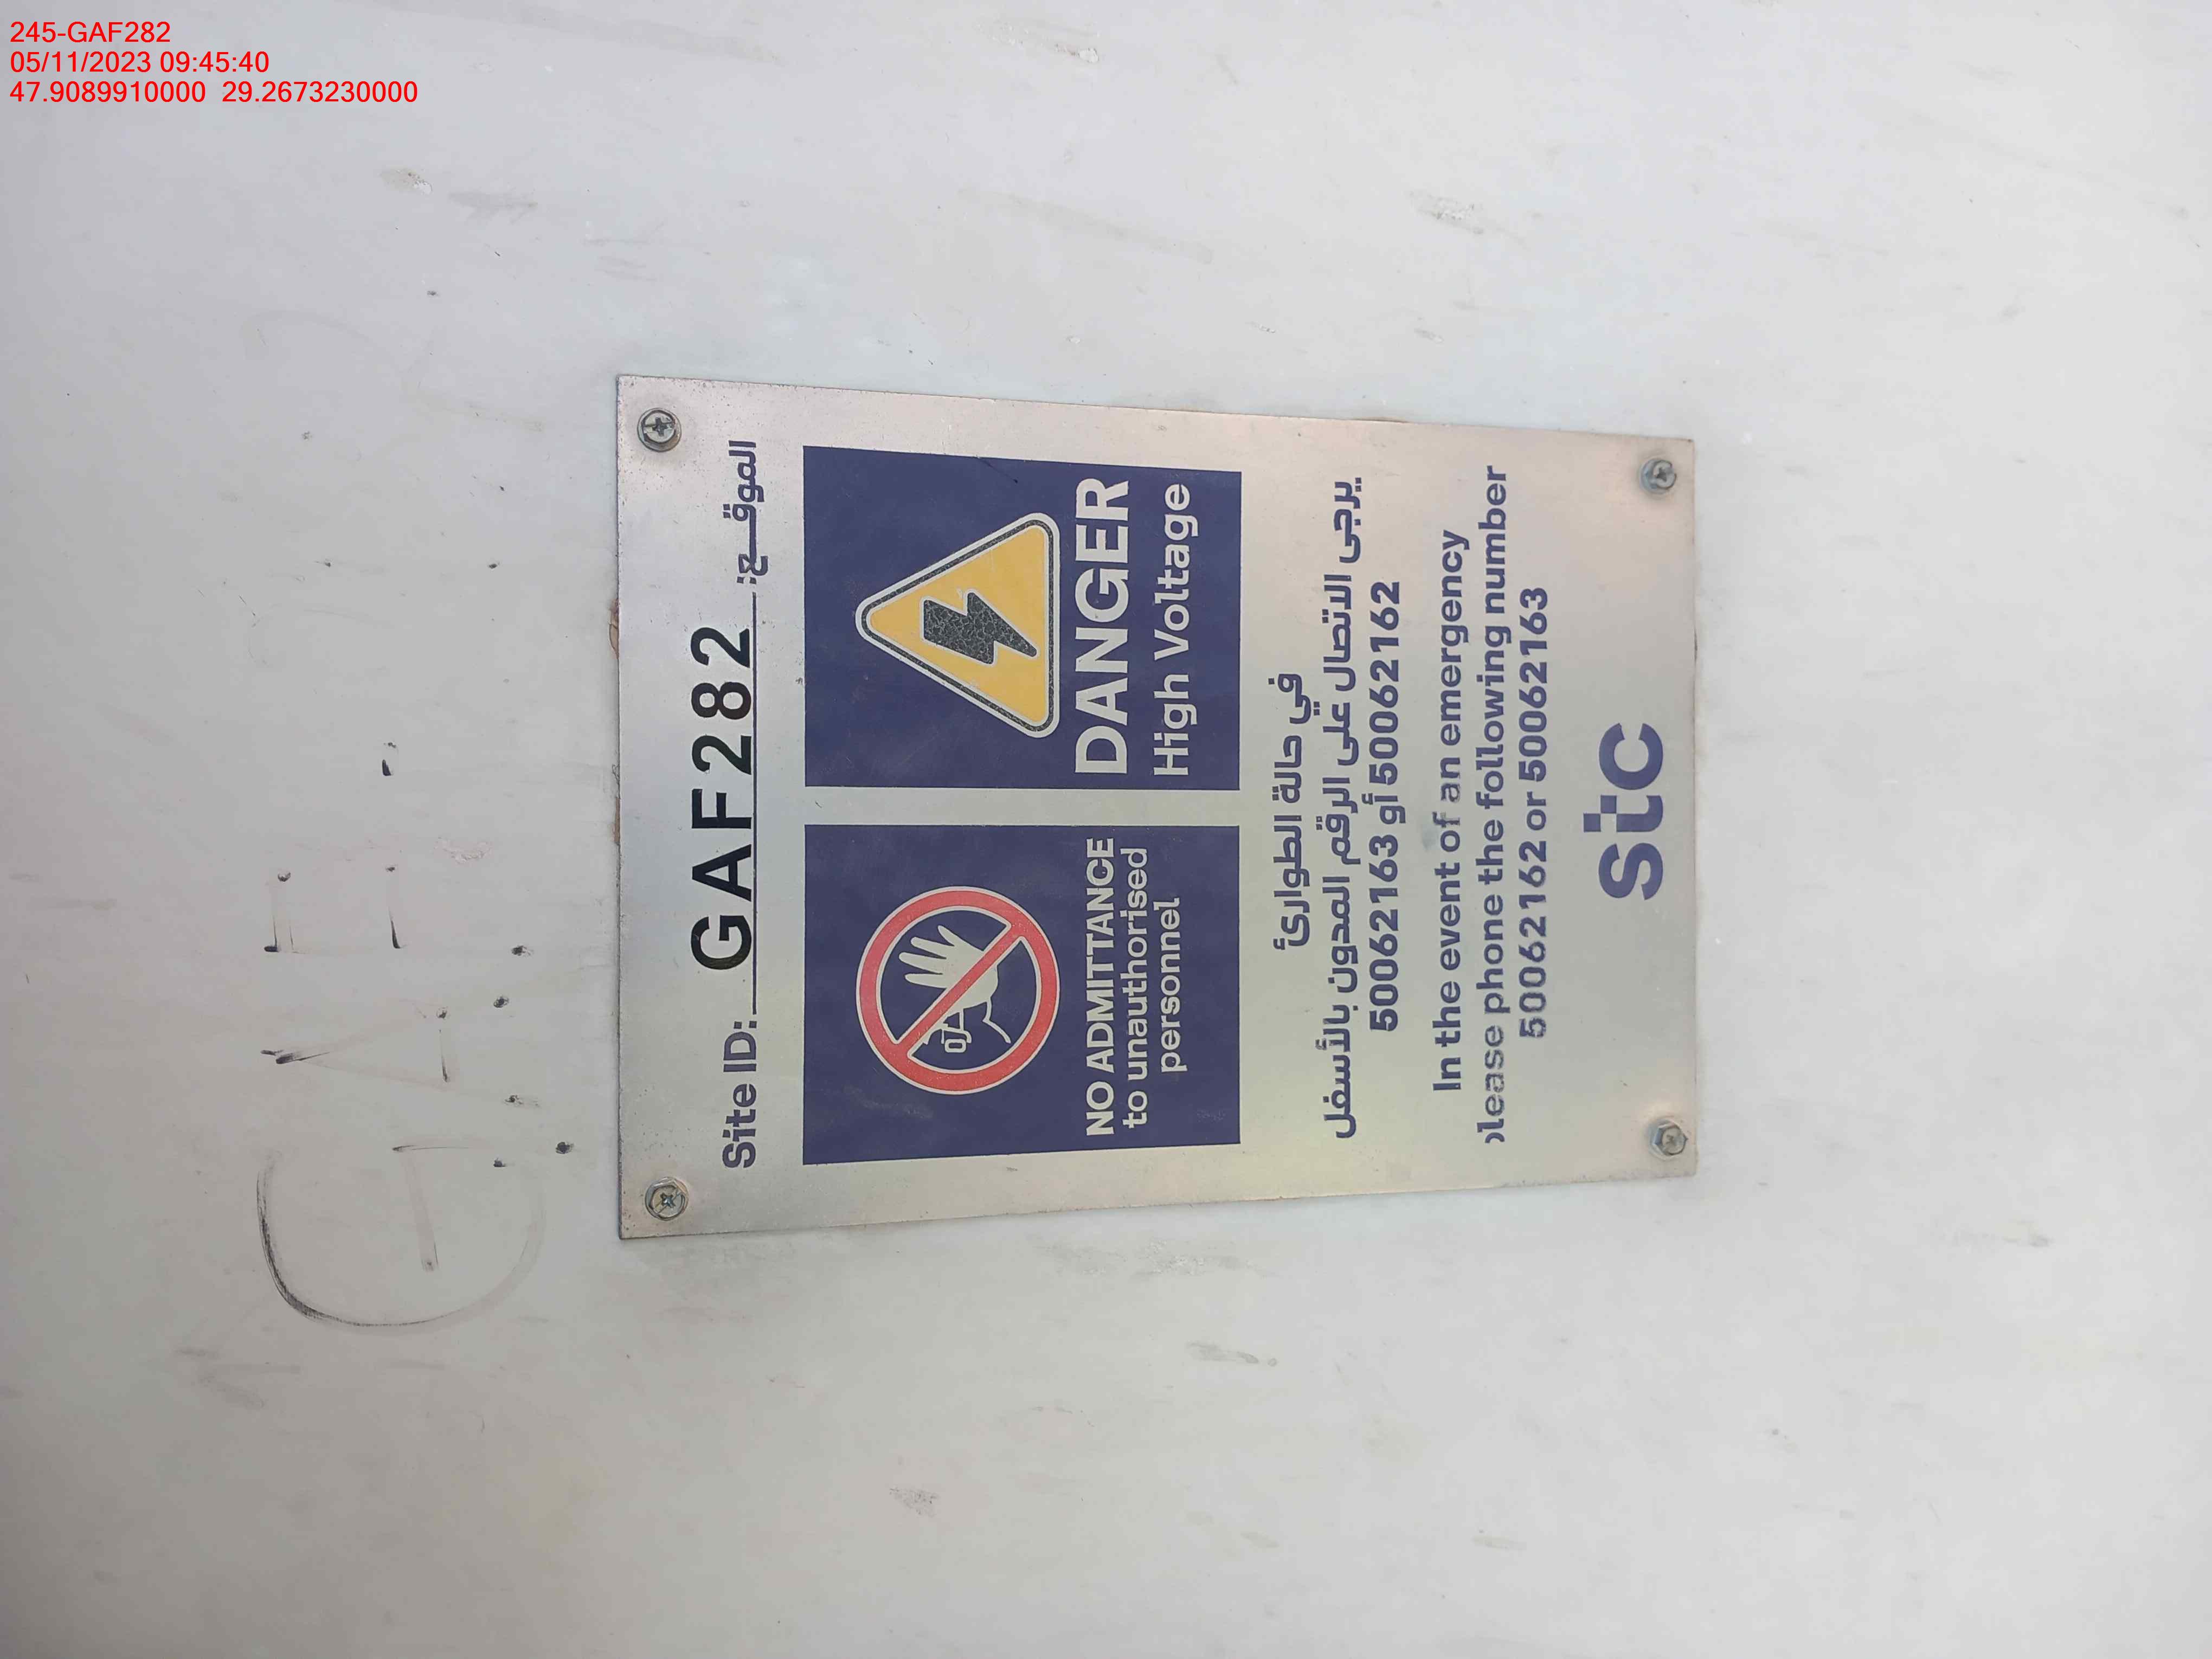 245-GAF282
05/11/2023 09:45:40
47.9089910000 29.2673230000
GAF
Site ID: GAF282 الموقـــع:
NO ADMITTANCE
to unauthorised
personnel
DANGER
High Voltage
في حالة الطوارئ
يرجى الاتصال على الرقم المدون بالأسفل
50062162 أو 50062163
In the event of an emergency
please phone the following number
50062162 or 50062163
stc